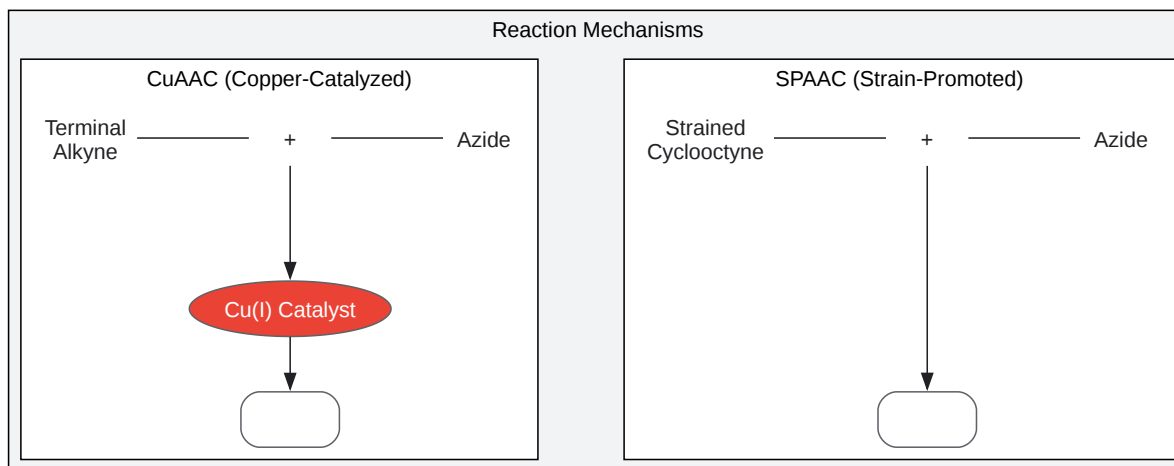 Reaction Mechanisms
CuAAC (Copper-Catalyzed)
Terminal
Alkyne
+
Azide
Cu(I) Catalyst
SPAAC (Strain-Promoted)
Strained
Cyclooctyne
+
Azide